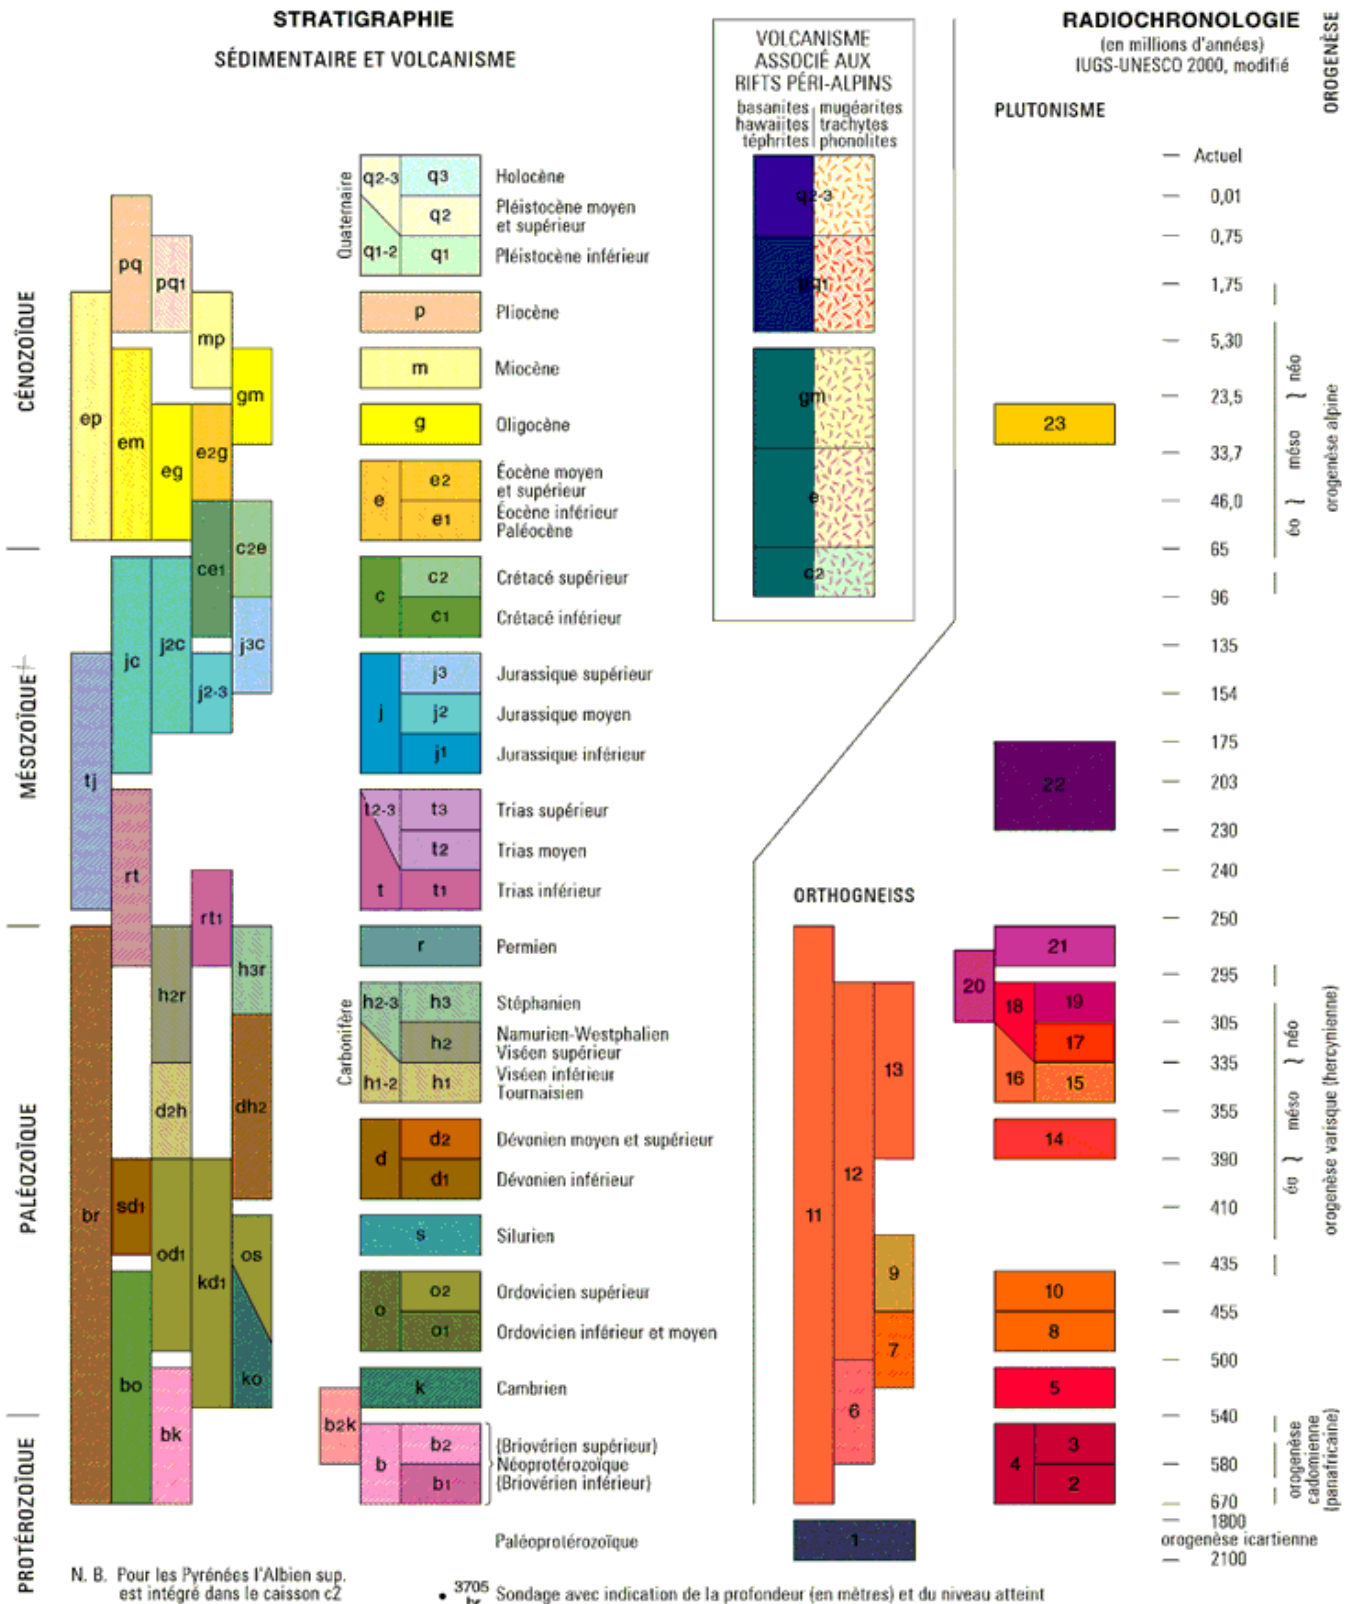 STRATIGRAPHIE
SÉDIMENTAIRE ET VOLCANISME
VOLCANISME
ASSOCIÉ AUX
RIFTS PÉRI-ALPINS
basanites mugéarites
hawaiites trachytes
téphrites phonolites
RADIOCHRONOLOGIE
(en millions d'années)
IUGS-UNESCO 2000, modifié
PLUTONISME
OROGENÈSE
CÉNOZOÏQUE
MÉSOZOÏQUE
PALÉOZOÏQUE
PROTÉROZOÏQUE
pq
pq1
mp
gm
ep
em
eg
e2g
c2e
ce1
jc
j2c
j3c
j2-3
tj
rt
rt1
h3r
h2r
d2h
dh2
br
sd1
od1
kd1
os
bo
ko
bk
b2k
Quaternaire
q2-3
q3
Holocène
q2
Pléistocène moyen
et supérieur
q1-2
q1
Pléistocène inférieur
p
Pliocène
m
Miocène
g
Oligocène
e
e2
Éocène moyen
et supérieur
e1
Éocène inférieur
Paléocène
c
c2
Crétacé supérieur
c1
Crétacé inférieur
j
j3
Jurassique supérieur
j2
Jurassique moyen
j1
Jurassique inférieur
t2-3
t3
Trias supérieur
t2
Trias moyen
t
t1
Trias inférieur
r
Permien
Carbonifère
h2-3
h3
Stéphanien
h2
Namurien-Westphalien
Viséen supérieur
h1-2
h1
Viséen inférieur
Tournaisien
d
d2
Dévonien moyen et supérieur
d1
Dévonien inférieur
s
Silurien
o
o2
Ordovicien supérieur
o1
Ordovicien inférieur et moyen
k
Cambrien
b
b2
(Briovérien supérieur)
Néoprotérozoïque
b1
(Briovérien inférieur)
Paléoprotérozoïque
q2-3
pq1
gm
e
c2
ORTHOGNEISS
11
12
13
9
7
6
1
23
22
21
20
18
19
17
16
15
14
10
8
5
4
3
2
Actuel
0,01
0,75
1,75
5,30
23,5
33,7
46,0
65
96
135
154
175
203
230
240
250
295
305
335
355
390
410
435
455
500
540
580
670
1800
orogenèse icartienne
2100
éo ~ méso ~ néo
orogenèse alpine
éo ~ méso ~ néo
orogenèse varisque (hercynienne)
orogenèse
cadomienne
(panafricaine)
N. B. Pour les Pyrénées l'Albien sup.
est intégré dans le caisson c2
3705
br
Sondage avec indication de la profondeur (en mètres) et du niveau atteint